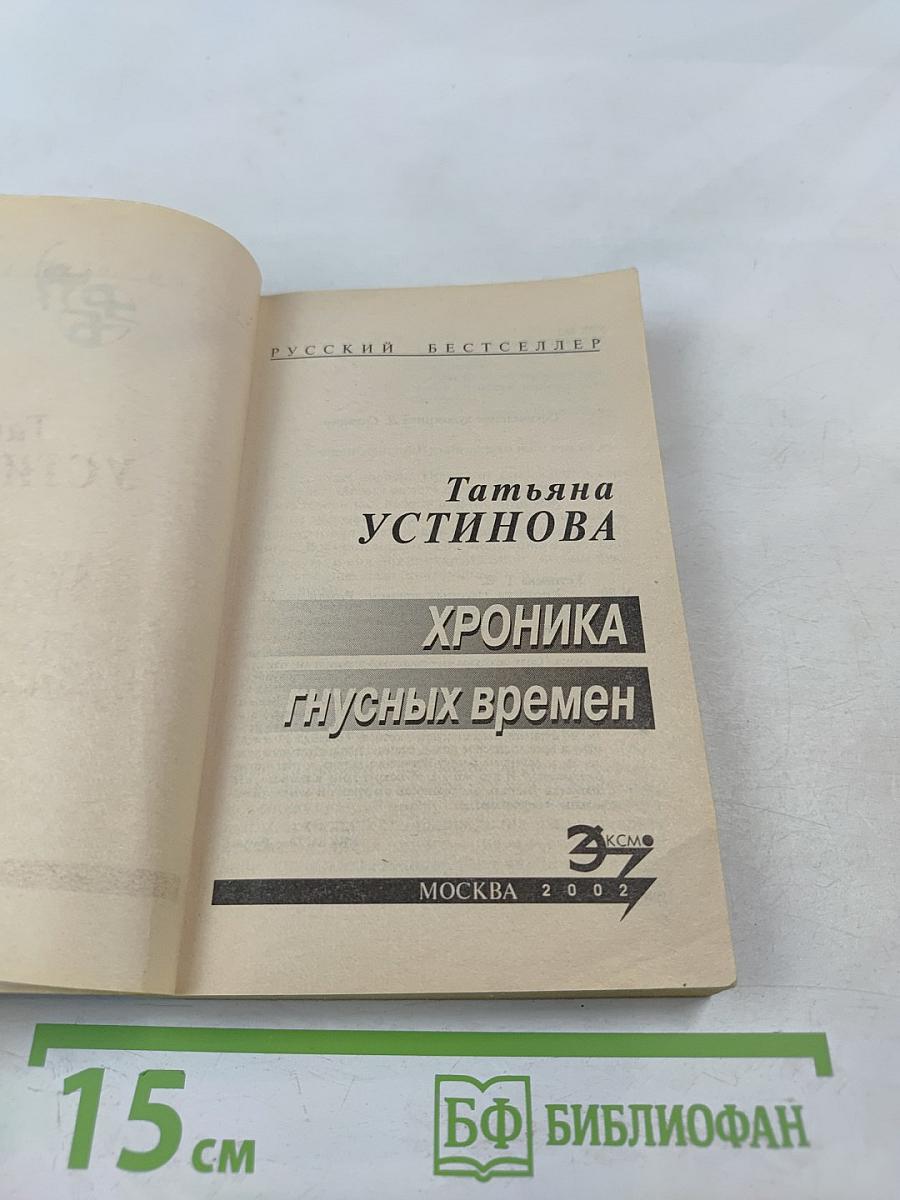 РУССКИЙ БЕСТСЕЛЛЕР
Татьяна
УСТИНОВА
ХРОНИКА
гнусных времен
ЭКСМО
МОСКВА 2002
15 см
БФ БИБЛИОФАН